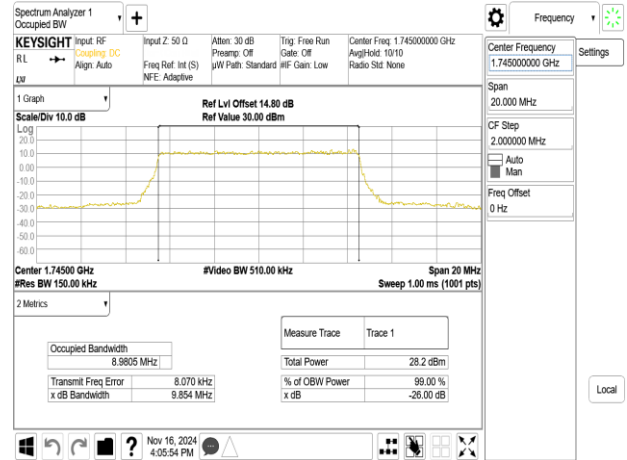 Spectrum Analyzer 1
Occupied BW
Frequency
KEYSIGHT
RL
Input: RF
Coupling: DC
Align: Auto
Input Z: 50 Ω
Freq Ref: Int (S)
NFE: Adaptive
Atten: 30 dB
Preamp: Off
µW Path: Standard
Trig: Free Run
Gate: Off
#IF Gain: Low
Center Freq: 1.745000000 GHz
Avg|Hold: 10/10
Radio Std: None
Center Frequency
1.745000000 GHz
Settings
Span
20.000 MHz
CF Step
2.000000 MHz
Auto
Man
Freq Offset
0 Hz
1 Graph
Scale/Div 10.0 dB
Ref Lvl Offset 14.80 dB
Ref Value 30.00 dBm
Log
20.0
10.0
0.00
-10.0
-20.0
-30.0
-40.0
-50.0
-60.0
Center 1.74500 GHz
#Video BW 510.00 kHz
Span 20 MHz
#Res BW 150.00 kHz
Sweep 1.00 ms (1001 pts)
2 Metrics
Measure Trace Trace 1
Occupied Bandwidth
8.9805 MHz
Total Power 28.2 dBm
Transmit Freq Error 8.070 kHz
% of OBW Power 99.00 %
x dB Bandwidth 9.854 MHz
x dB -26.00 dB
Local
?
Nov 16, 2024
4:05:54 PM